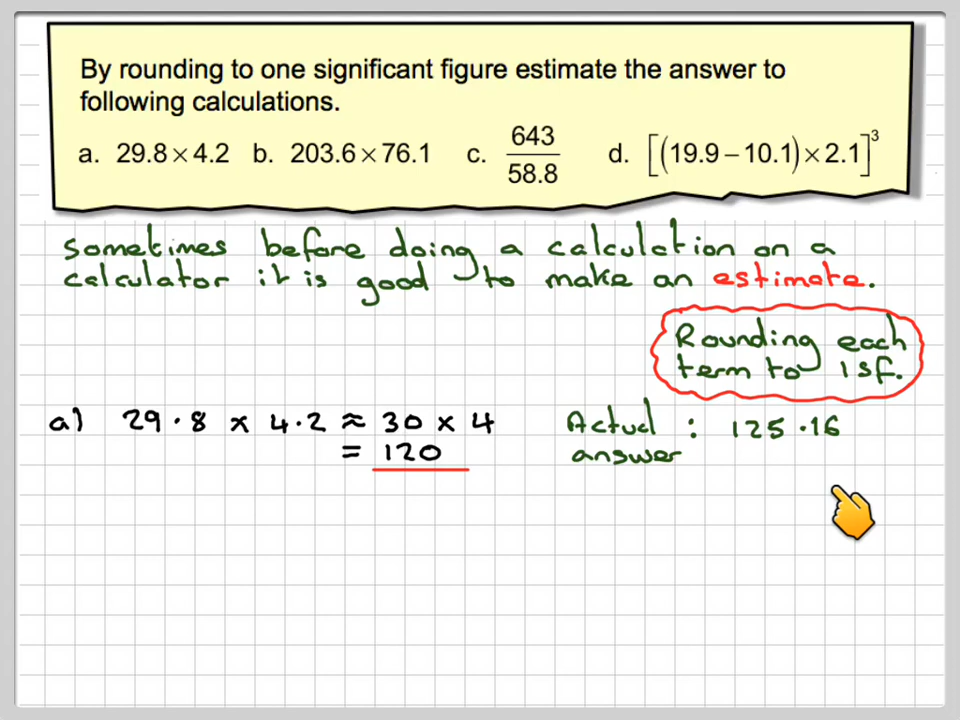 By rounding to one significant figure estimate the answer to
following calculations.
a. 29.8 × 4.2 b. 203.6 × 76.1 c. 643/58.8 d. [(19.9 – 10.1) × 2.1]³
Sometimes before doing a calculation on a
calculator it is good to make an estimate.
Rounding each
term to 1 sf.
a) 29.8 × 4.2 ≈ 30 × 4
= 120
Actual : 125.16
answer